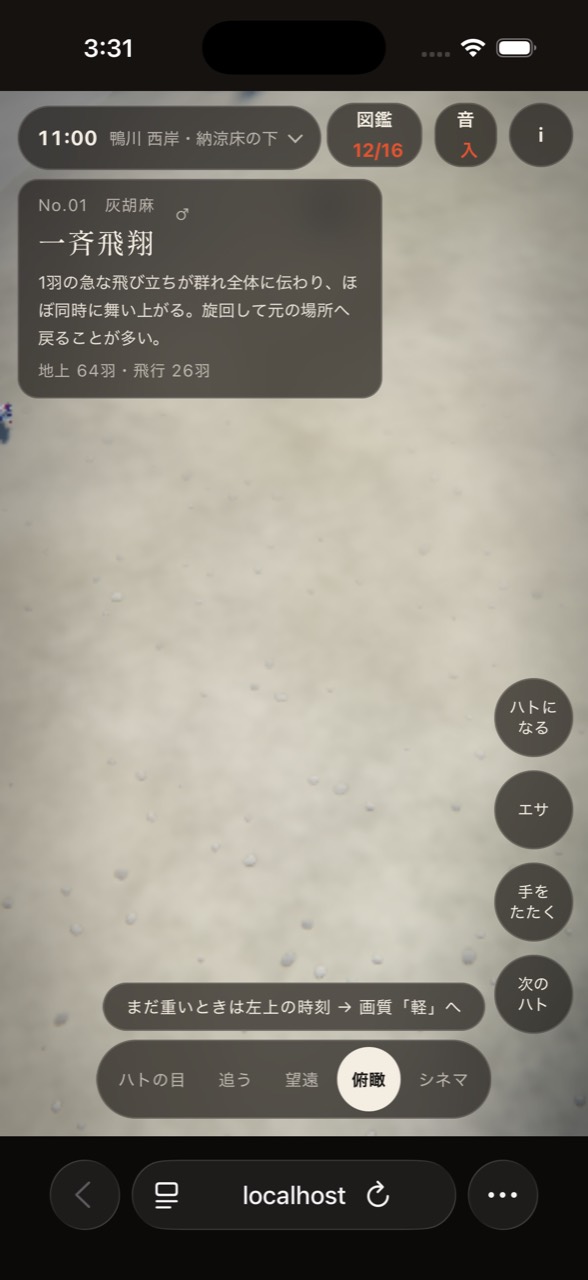 3:31
11:00 鴨川 西岸・納涼床の下
図鑑
12/16
音
入
i
No.01 灰胡麻 ♂
一斉飛翔
1羽の急な飛び立ちが群れ全体に伝わり、ほ
ぼ同時に舞い上がる。旋回して元の場所へ
戻ることが多い。
地上 64羽・飛行 26羽
ハトに
なる
エサ
手を
たたく
次の
ハト
まだ重いときは左上の時刻 → 画質「軽」へ
ハトの目 追う 望遠 俯瞰 シネマ
localhost